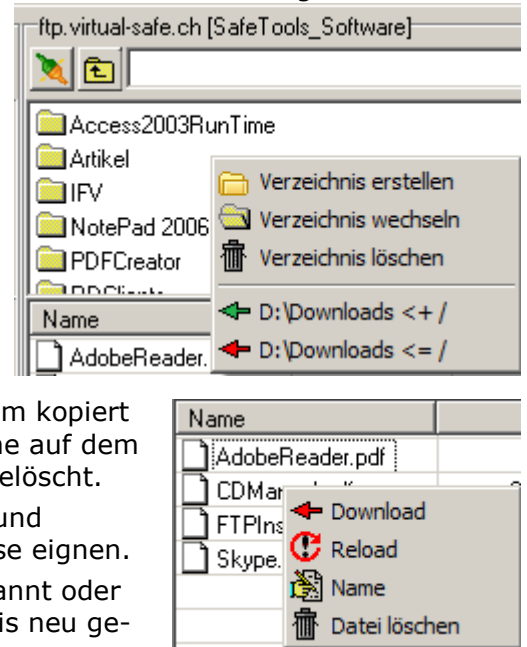 ftp.virtual-safe.ch [SafeTools_Software]
Access2003RunTime
Artikel
IFV
NotePad 2006
PDFCreator
Verzeichnis erstellen
Verzeichnis wechseln
Verzeichnis löschen
D:\Downloads <+ /
D:\Downloads <= /
Name
AdobeReader.
m kopiert
ne auf dem
elöscht.
und
se eignen.
annt oder
is neu ge-
Name
AdobeReader.pdf
FTPIns
Skype.
Download
Reload
Name
Datei löschen